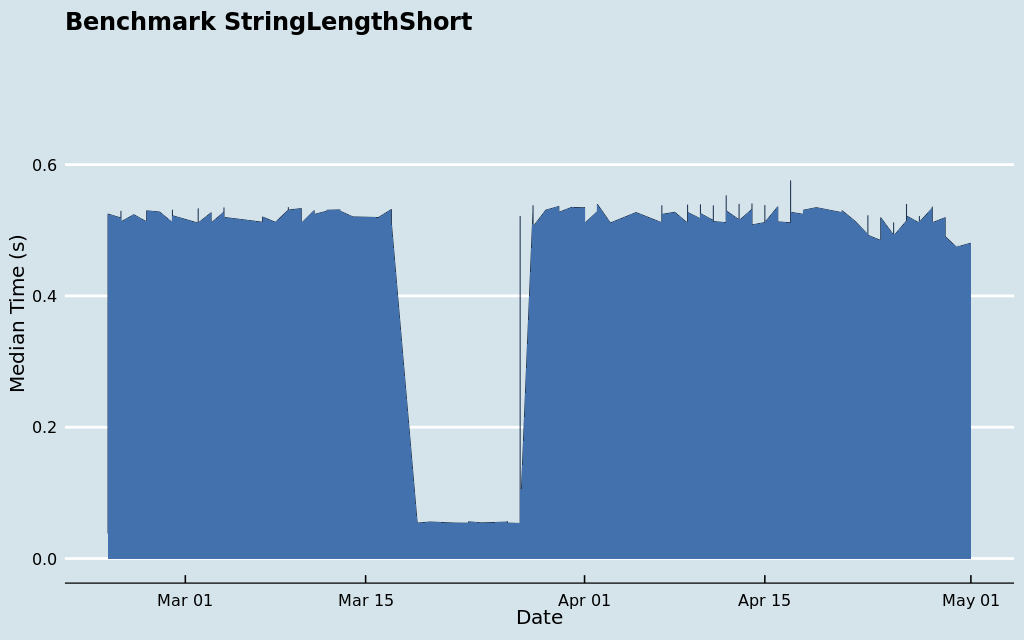 Benchmark StringLengthShort
0.6
0.4
0.2
0.0
Median Time (s)
Mar 01
Mar 15
Apr 01
Apr 15
May 01
Date